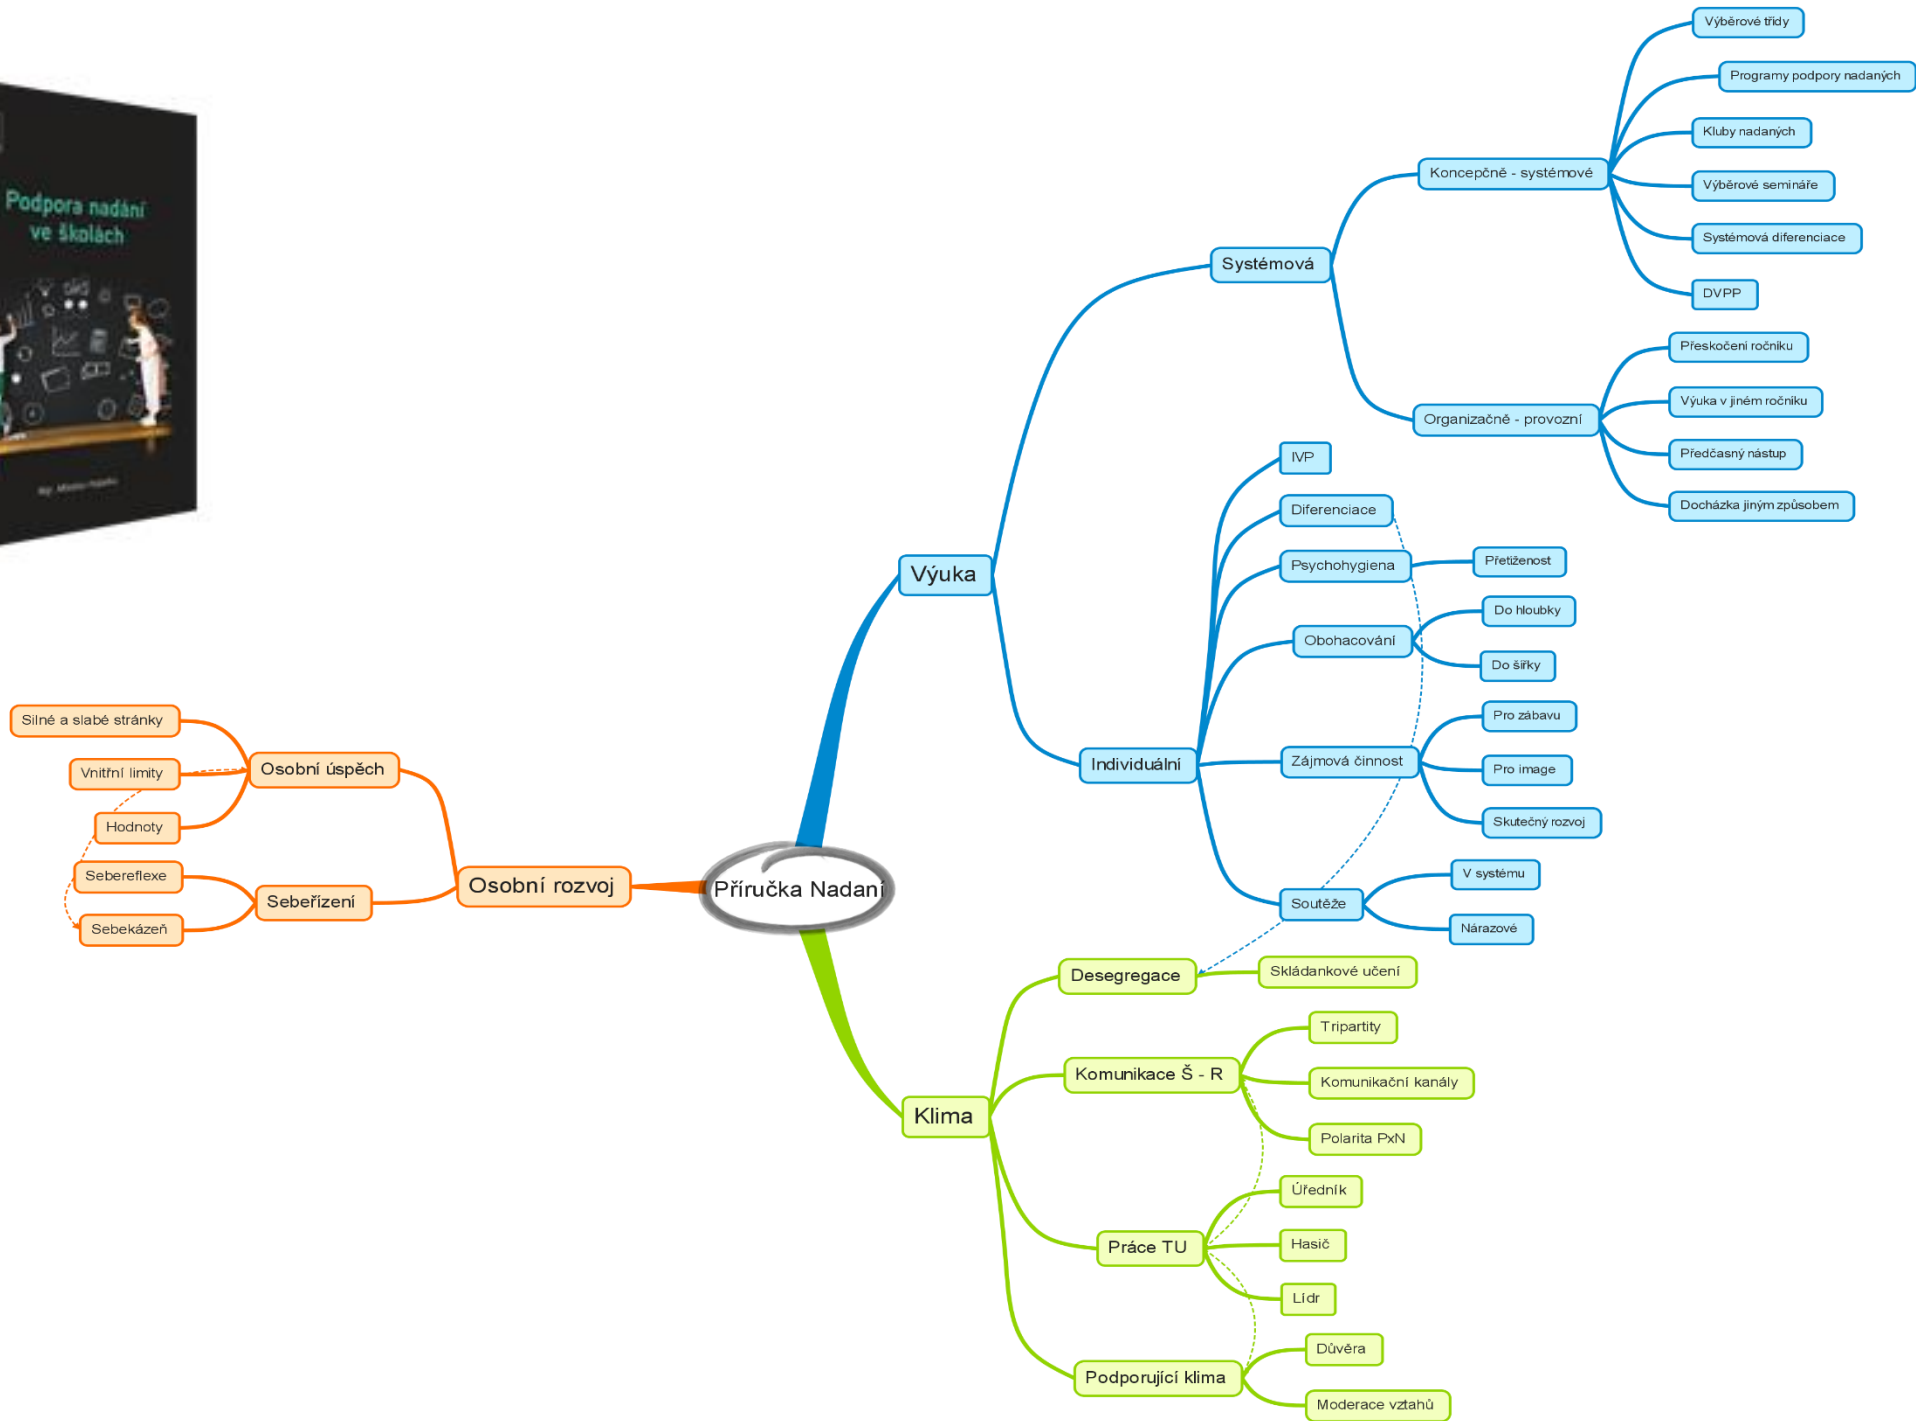 Podpora nadání
ve školách
Příručka Nadaní
Výuka
Systémová
Koncepčně - systémové
Výběrové třídy
Programy podpory nadaných
Kluby nadaných
Výběrové semináře
Systémová diferenciace
DVPP
Organizačně - provozní
Přeskočení ročníku
Výuka v jiném ročníku
Předčasný nástup
Docházka jiným způsobem
Individuální
IVP
Diferenciace
Psychohygiena
Přetíženost
Obohacování
Do hloubky
Do šířky
Zájmová činnost
Pro zábavu
Pro image
Skutečný rozvoj
Soutěže
V systému
Nárazové
Osobní rozvoj
Osobní úspěch
Silné a slabé stránky
Vnitřní limity
Hodnoty
Sebeřízení
Sebereflexe
Sebekázeň
Klima
Desegregace
Skládankové učení
Komunikace Š - R
Tripartity
Komunikační kanály
Polarita PxN
Práce TU
Úředník
Hasič
Lídr
Podporující klima
Důvěra
Moderace vztahů